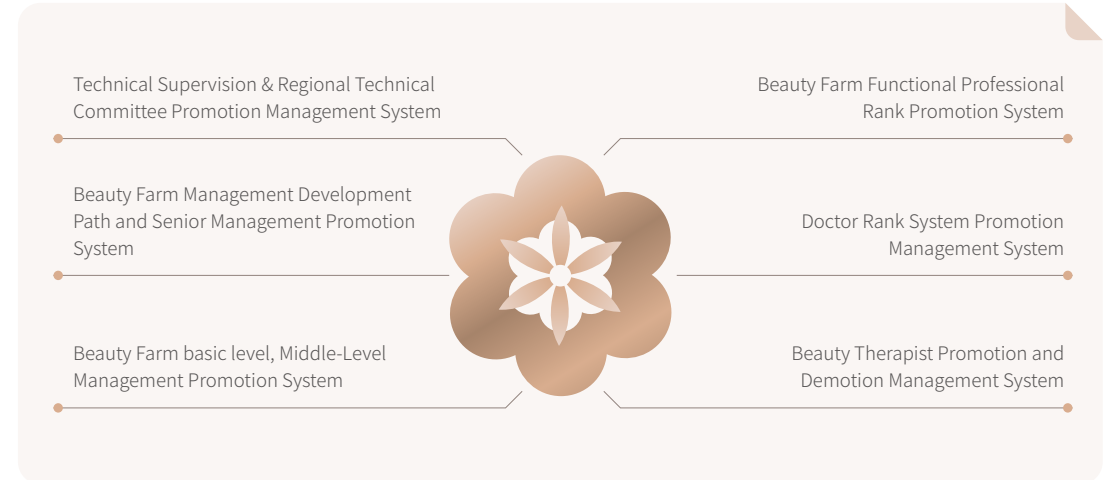 Technical Supervision & Regional Technical
Committee Promotion Management System
Beauty Farm Management Development
Path and Senior Management Promotion
System
Beauty Farm basic level, Middle-Level
Management Promotion System
Beauty Farm Functional Professional
Rank Promotion System
Doctor Rank System Promotion
Management System
Beauty Therapist Promotion and
Demotion Management System